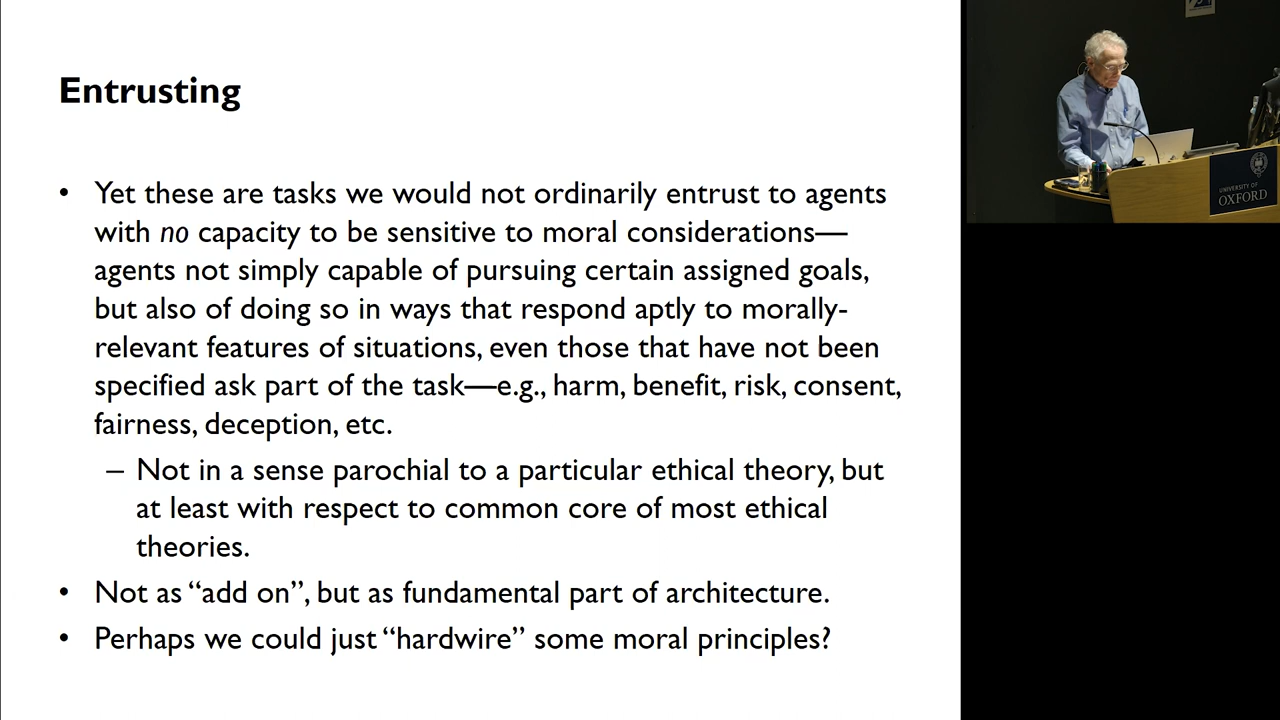 Entrusting
• Yet these are tasks we would not ordinarily entrust to agents
with no capacity to be sensitive to moral considerations—
agents not simply capable of pursuing certain assigned goals,
but also of doing so in ways that respond aptly to morally-
relevant features of situations, even those that have not been
specified ask part of the task—e.g., harm, benefit, risk, consent,
fairness, deception, etc.
– Not in a sense parochial to a particular ethical theory, but
at least with respect to common core of most ethical
theories.
• Not as “add on”, but as fundamental part of architecture.
• Perhaps we could just “hardwire” some moral principles?
UNIVERSITY OF
OXFORD